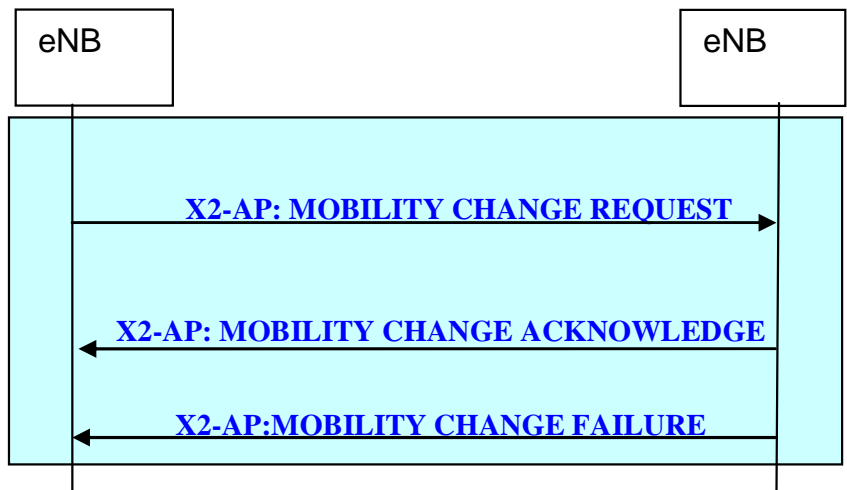 eNB
eNB
X2-AP: MOBILITY CHANGE REQUEST
X2-AP: MOBILITY CHANGE ACKNOWLEDGE
X2-AP:MOBILITY CHANGE FAILURE